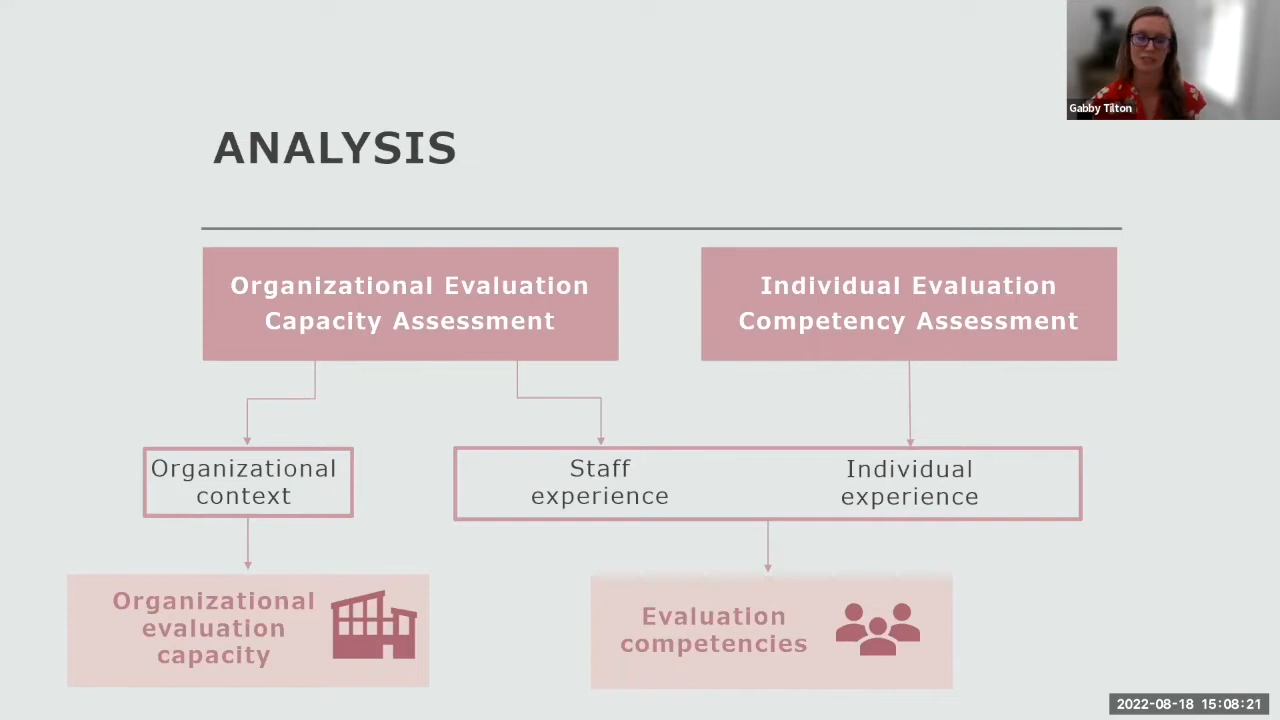 Gabby Tilton
ANALYSIS
Organizational Evaluation
Capacity Assessment
Individual Evaluation
Competency Assessment
Organizational
context
Staff
experience
Individual
experience
Organizational
evaluation
capacity
Evaluation
competencies
2022-08-18 15:08:21